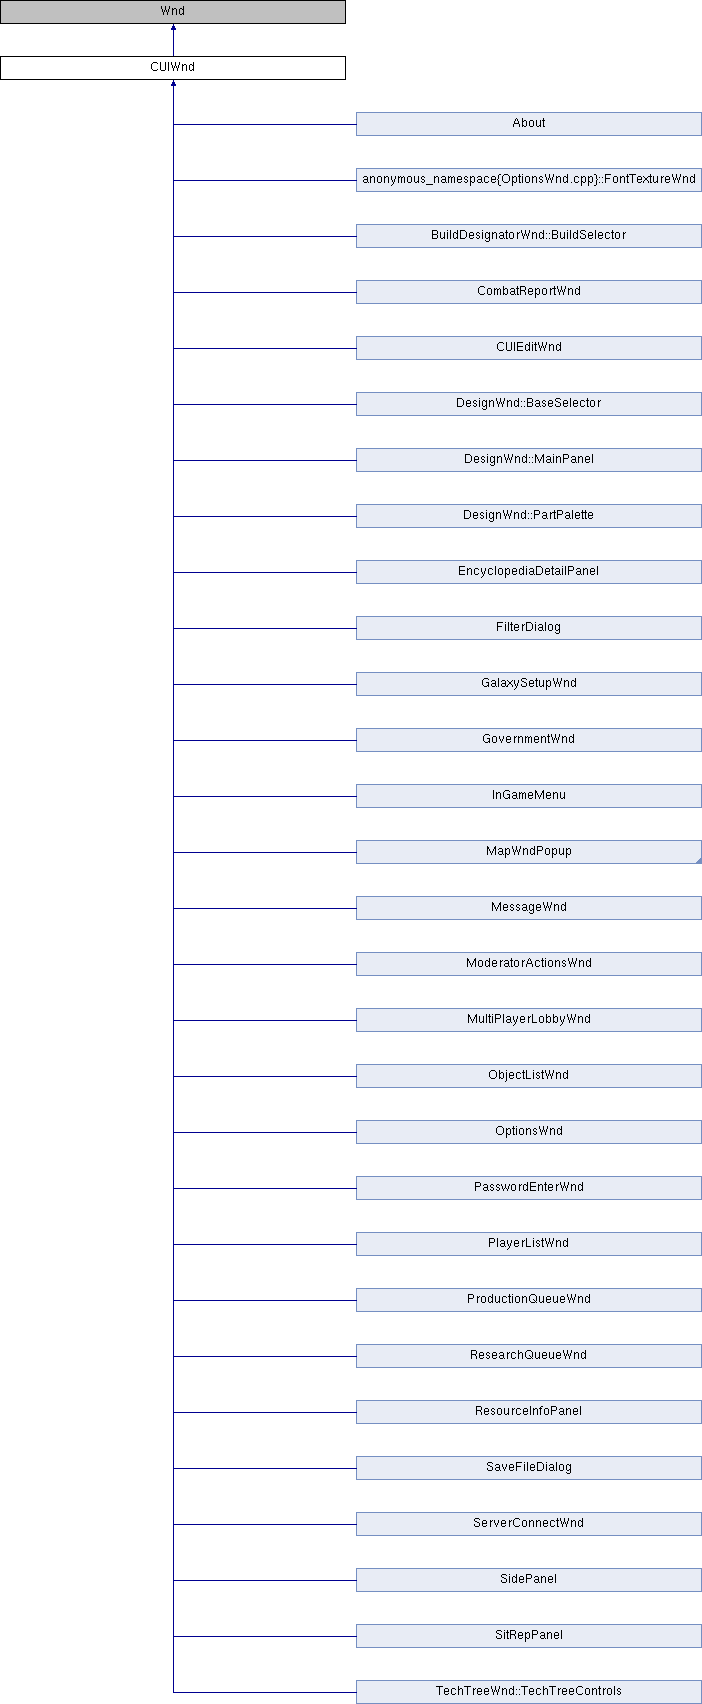 Wnd
CUIWnd
About
anonymous_namespace{OptionsWnd.cpp}::FontTextureWnd
BuildDesignatorWnd::BuildSelector
CombatReportWnd
CUIEditWnd
DesignWnd::BaseSelector
DesignWnd::MainPanel
DesignWnd::PartPalette
EncyclopediaDetailPanel
FilterDialog
GalaxySetupWnd
GovernmentWnd
InGameMenu
MapWndPopup
MessageWnd
ModeratorActionsWnd
MultiPlayerLobbyWnd
ObjectListWnd
OptionsWnd
PasswordEnterWnd
PlayerListWnd
ProductionQueueWnd
ResearchQueueWnd
ResourceInfoPanel
SaveFileDialog
ServerConnectWnd
SidePanel
SitRepPanel
TechTreeWnd::TechTreeControls